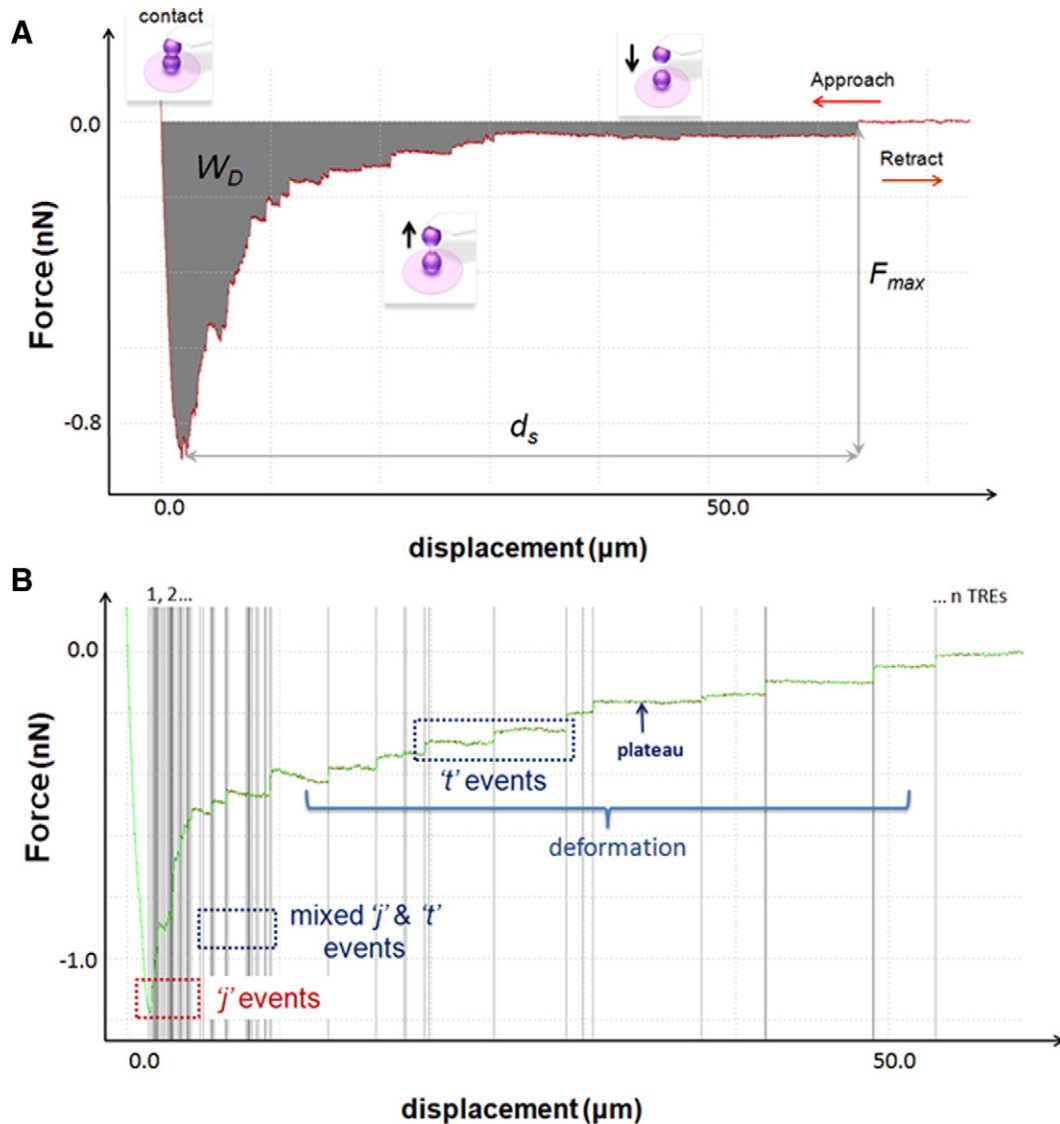 A
contact
Approach
0.0
Retract
W_D
F_max
Force (nN)
-0.8
d_s
0.0
50.0
displacement (µm)
B
1, 2...
... n TREs
0.0
plateau
't' events
deformation
Force (nN)
mixed 'j' & 't'
events
-1.0
'j' events
0.0
50.0
displacement (µm)